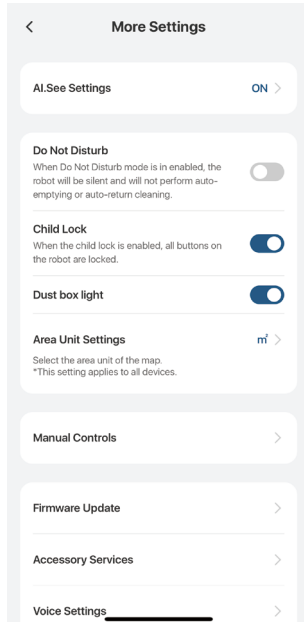 More Settings
AI.See Settings
ON
Do Not Disturb
When Do Not Disturb mode is in enabled, the
robot will be silent and will not perform auto-
emptying or auto-return cleaning.
Child Lock
When the child lock is enabled, all buttons on
the robot are locked.
Dust box light
Area Unit Settings
m²
Select the area unit of the map.
*This setting applies to all devices.
Manual Controls
Firmware Update
Accessory Services
Voice Settings